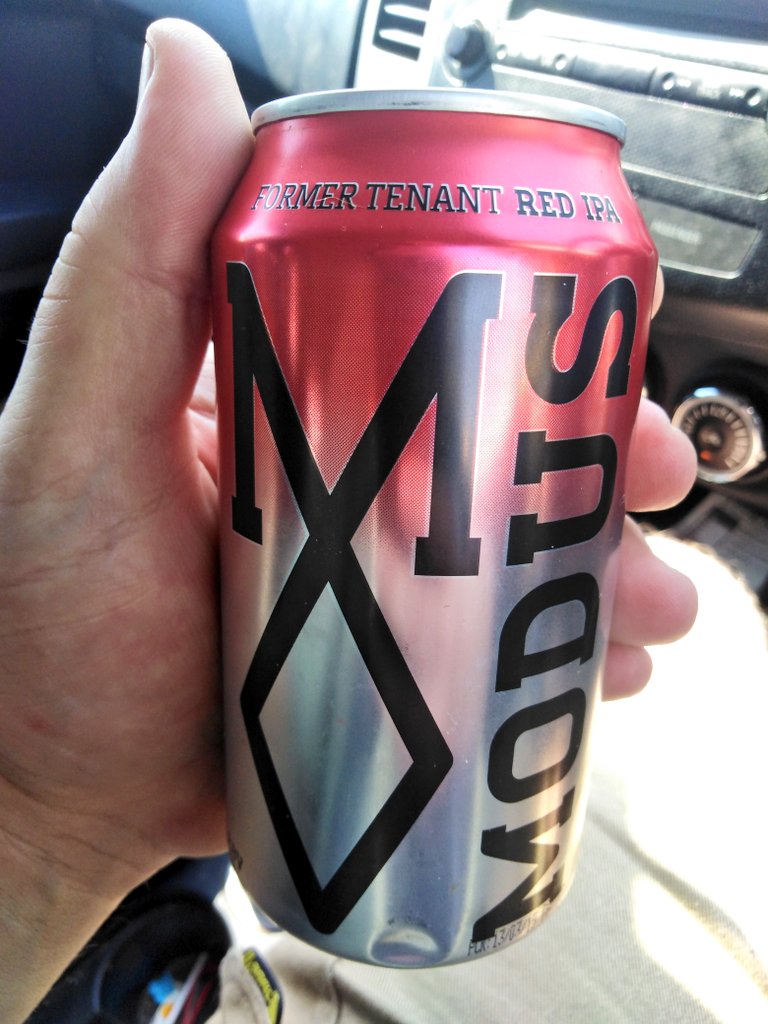 FORMER TENANT RED IPA
M
MODUS